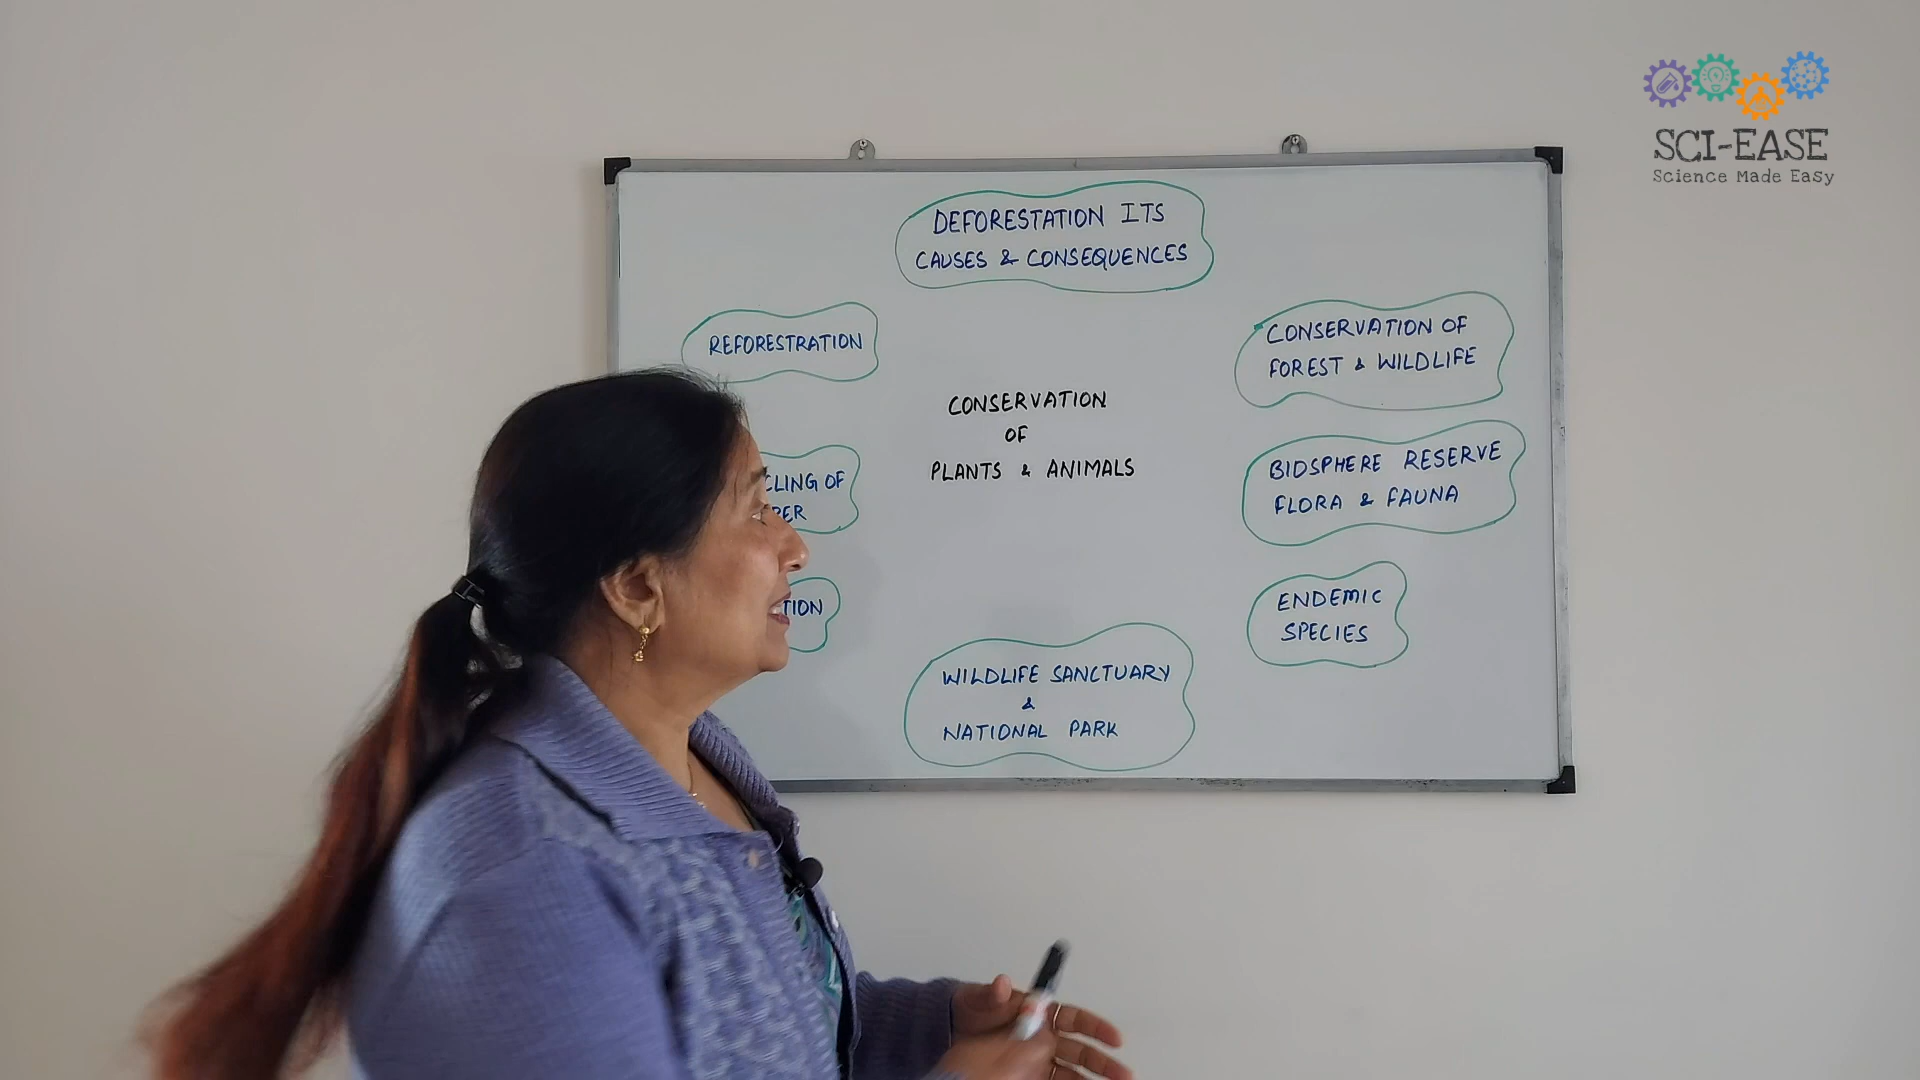 SCI-EASE
Science Made Easy
DEFORESTATION ITS
CAUSES & CONSEQUENCES
REFORESTRATION
CONSERVATION OF
FOREST & WILDLIFE
CONSERVATION
OF
PLANTS & ANIMALS
CLING OF
PER
BIOSPHERE RESERVE
FLORA & FAUNA
TION
ENDEMIC
SPECIES
WILDLIFE SANCTUARY
&
NATIONAL PARK